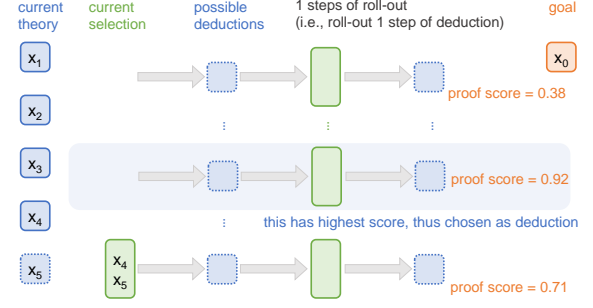 current theory
current selection
possible deductions
1 steps of roll-out
(i.e., roll-out 1 step of deduction)
goal
x1
x0
proof score = 0.38
x2
x3
proof score = 0.92
x4
this has highest score, thus chosen as deduction
x4
x5
x5
proof score = 0.71